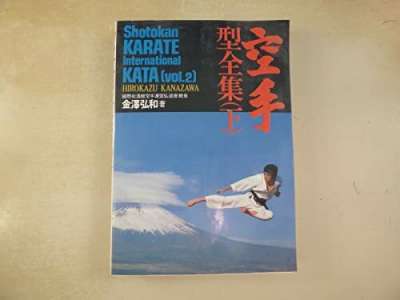 Shotokan
KARATE
International
KATA (vol.2)
HIROKAZU KANAZAWA
金澤弘和 著
空手
型全集(下)